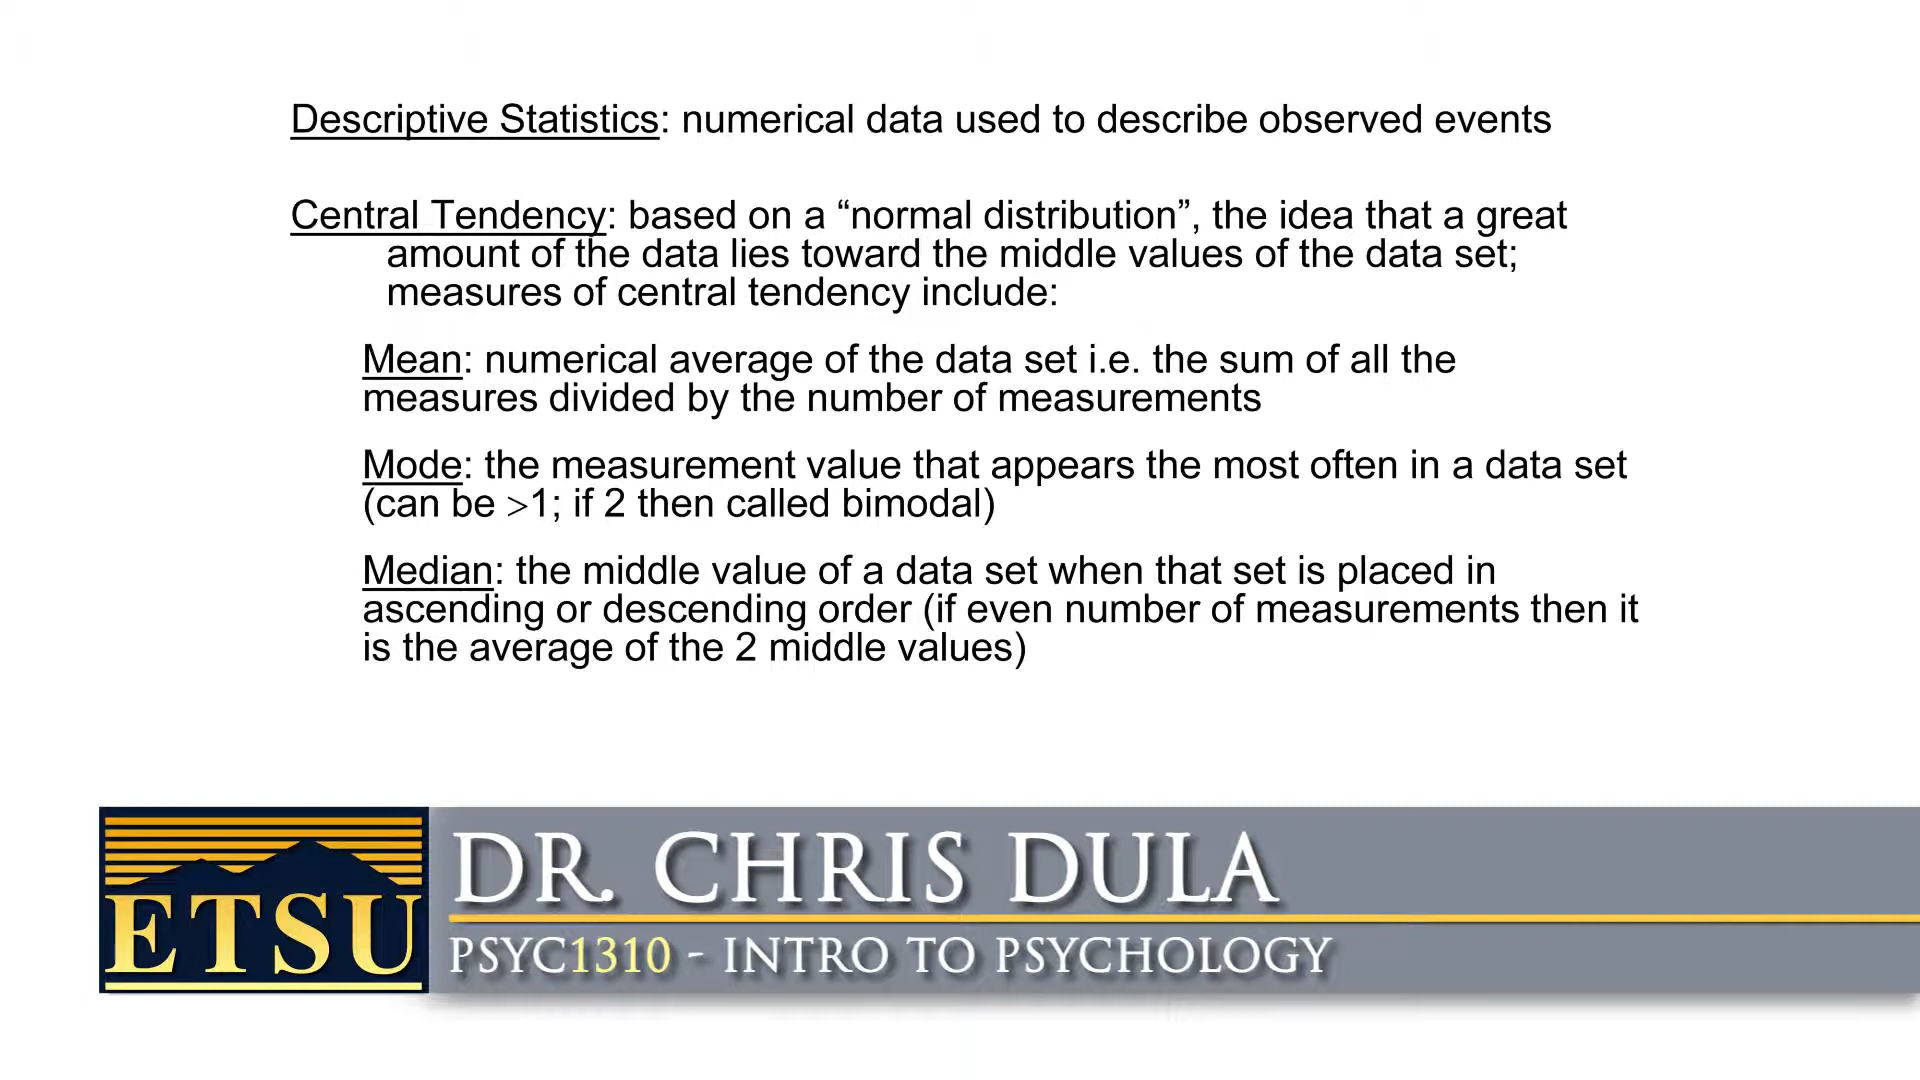 Descriptive Statistics: numerical data used to describe observed events
Central Tendency: based on a “normal distribution”, the idea that a great
amount of the data lies toward the middle values of the data set;
measures of central tendency include:
Mean: numerical average of the data set i.e. the sum of all the
measures divided by the number of measurements
Mode: the measurement value that appears the most often in a data set
(can be >1; if 2 then called bimodal)
Median: the middle value of a data set when that set is placed in
ascending or descending order (if even number of measurements then it
is the average of the 2 middle values)
ETSU
DR. CHRIS DULA
PSYC1310 - INTRO TO PSYCHOLOGY